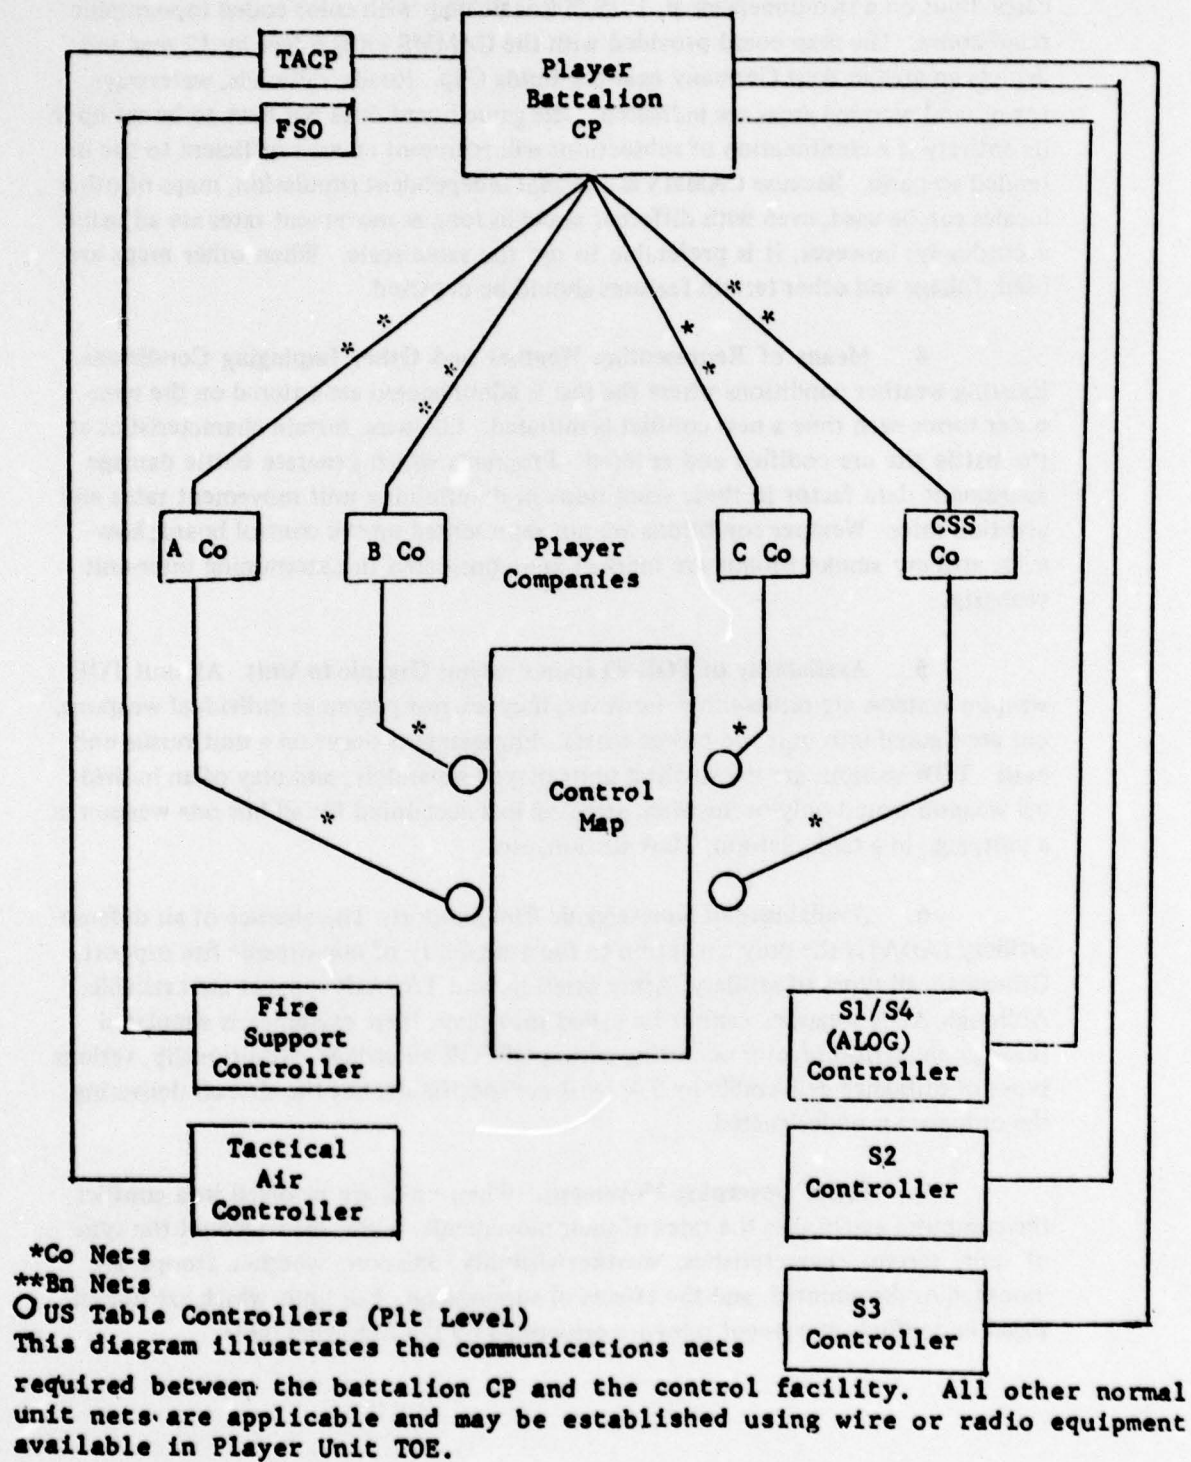 TACP
FSO
Player
Battalion
CP
*
*
*
*
*
*
*
*
A Co
B Co
Player
Companies
C Co
CSS
Co
*
*
*
*
Control
Map
Fire
Support
Controller
S1/S4
(ALOG)
Controller
Tactical
Air
Controller
S2
Controller
S3
Controller
*Co Nets
**Bn Nets
US Table Controllers (Plt Level)
This diagram illustrates the communications nets
required between the battalion CP and the control facility. All other normal
unit nets are applicable and may be established using wire or radio equipment
available in Player Unit TOE.